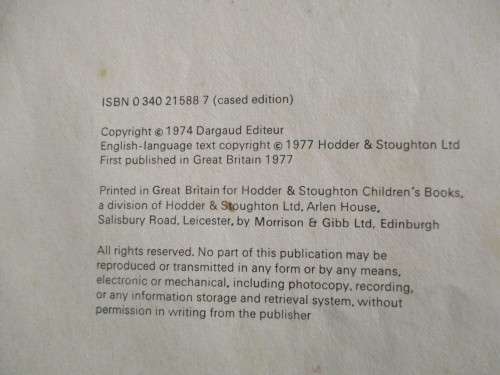 ISBN 0 340 21588 7 (cased edition)
Copyright © 1974 Dargaud Editeur
English-language text copyright © 1977 Hodder & Stoughton Ltd
First published in Great Britain 1977
Printed in Great Britain for Hodder & Stoughton Children's Books,
a division of Hodder & Stoughton Ltd, Arlen House,
Salisbury Road, Leicester, by Morrison & Gibb Ltd, Edinburgh
All rights reserved. No part of this publication may be
reproduced or transmitted in any form or by any means,
electronic or mechanical, including photocopy, recording,
or any information storage and retrieval system, without
permission in writing from the publisher